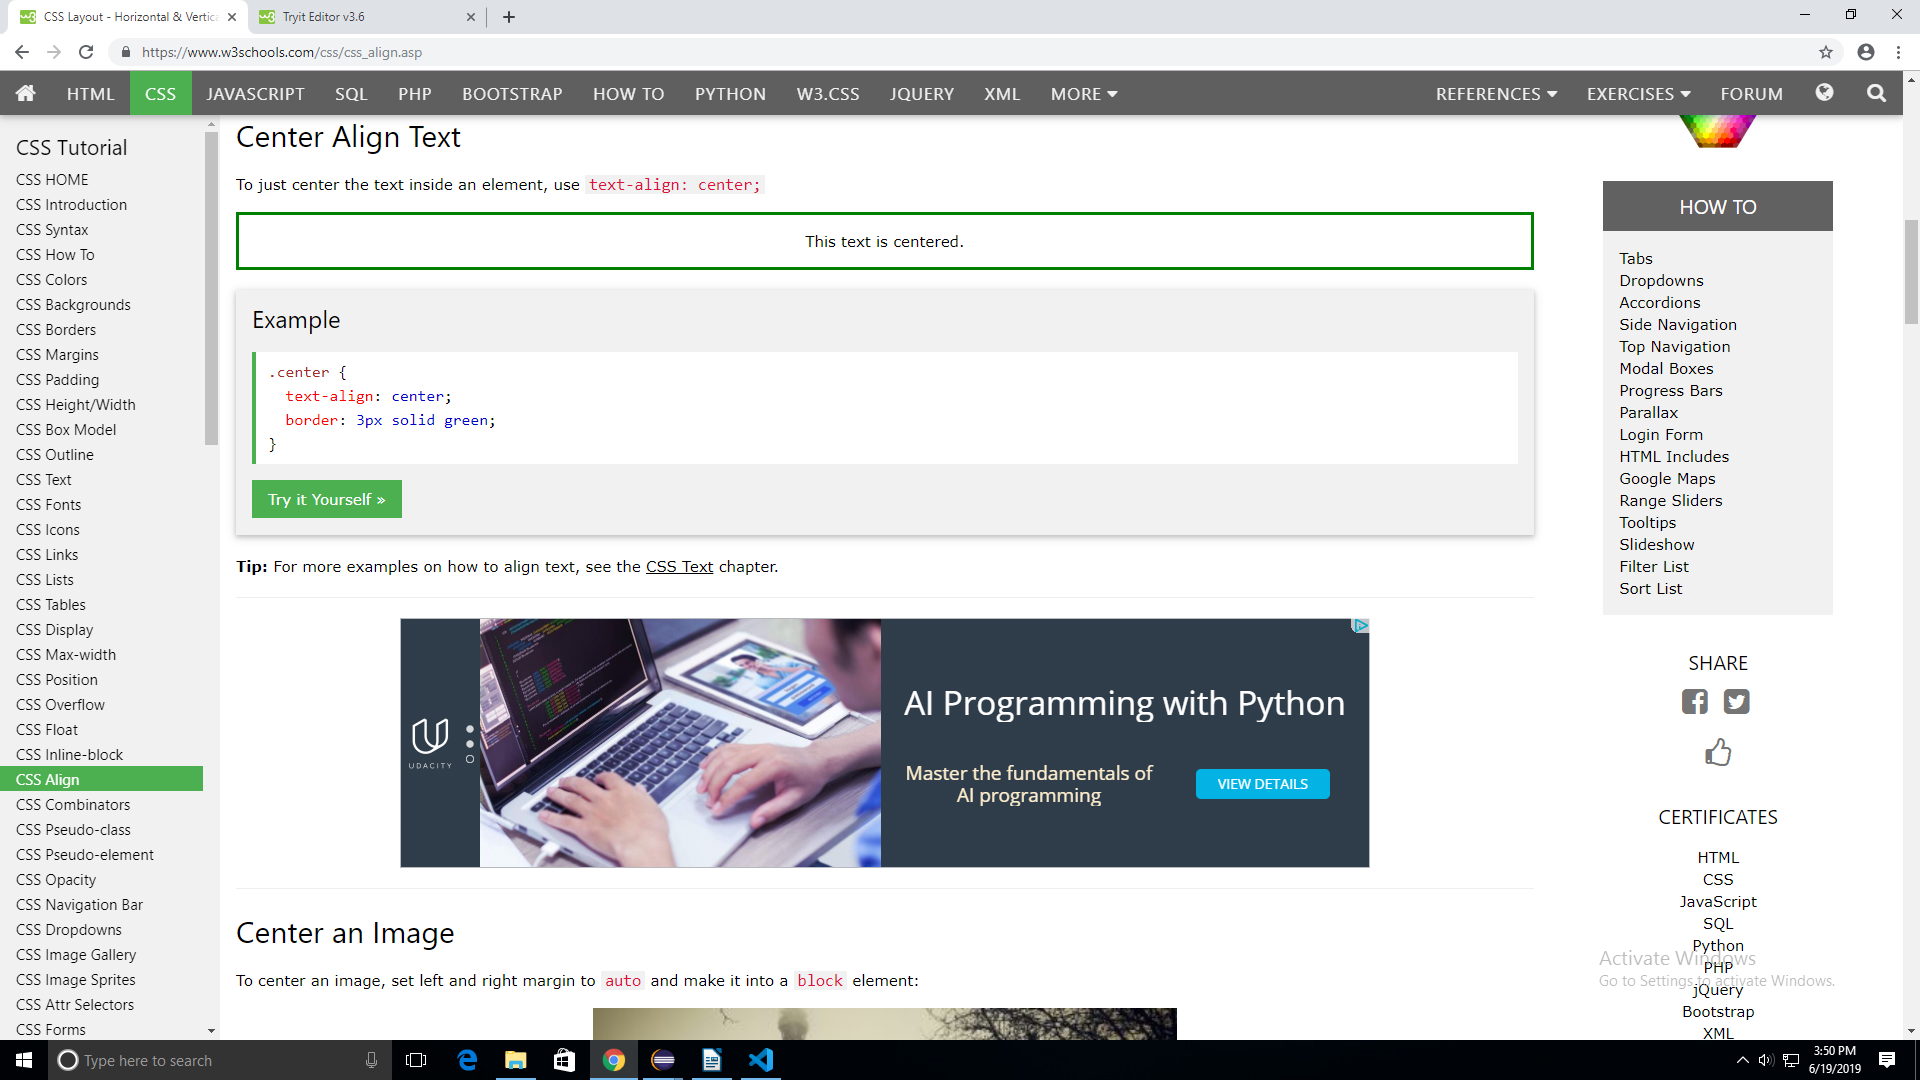 CSS Layout - Horizontal & Vertica
Tryit Editor v3.6
https://www.w3schools.com/css/css_align.asp
HTML CSS JAVASCRIPT SQL PHP BOOTSTRAP HOW TO PYTHON W3.CSS JQUERY XML MORE REFERENCES EXERCISES FORUM
CSS Tutorial
CSS HOME
CSS Introduction
CSS Syntax
CSS How To
CSS Colors
CSS Backgrounds
CSS Borders
CSS Margins
CSS Padding
CSS Height/Width
CSS Box Model
CSS Outline
CSS Text
CSS Fonts
CSS Icons
CSS Links
CSS Lists
CSS Tables
CSS Display
CSS Max-width
CSS Position
CSS Overflow
CSS Float
CSS Inline-block
CSS Align
CSS Combinators
CSS Pseudo-class
CSS Pseudo-element
CSS Opacity
CSS Navigation Bar
CSS Dropdowns
CSS Image Gallery
CSS Image Sprites
CSS Attr Selectors
CSS Forms
Center Align Text
To just center the text inside an element, use text-align: center;
This text is centered.
Example
.center {
text-align: center;
border: 3px solid green;
}
Try it Yourself »
Tip: For more examples on how to align text, see the CSS Text chapter.
UDACITY
AI Programming with Python
Master the fundamentals of
AI programming
VIEW DETAILS
Center an Image
To center an image, set left and right margin to auto and make it into a block element:
HOW TO
Tabs
Dropdowns
Accordions
Side Navigation
Top Navigation
Modal Boxes
Progress Bars
Parallax
Login Form
HTML Includes
Google Maps
Range Sliders
Tooltips
Slideshow
Filter List
Sort List
SHARE
CERTIFICATES
HTML
CSS
JavaScript
SQL
Python
PHP
jQuery
Bootstrap
XML
Activate Windows
Go to Settings to activate Windows.
Type here to search
3:50 PM
6/19/2019